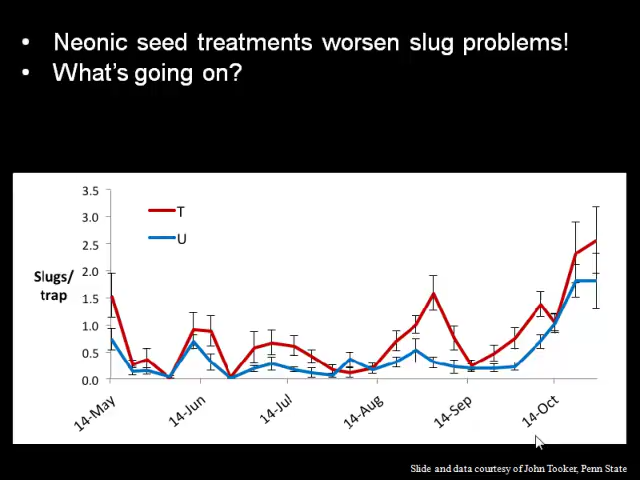 • Neonic seed treatments worsen slug problems!
• What's going on?
3.5
3.0
2.5
2.0
1.5
1.0
0.5
0.0
Slugs/
trap
T
U
14-May
14-Jun
14-Jul
14-Aug
14-Sep
14-Oct
Slide and data courtesy of John Tooker, Penn State